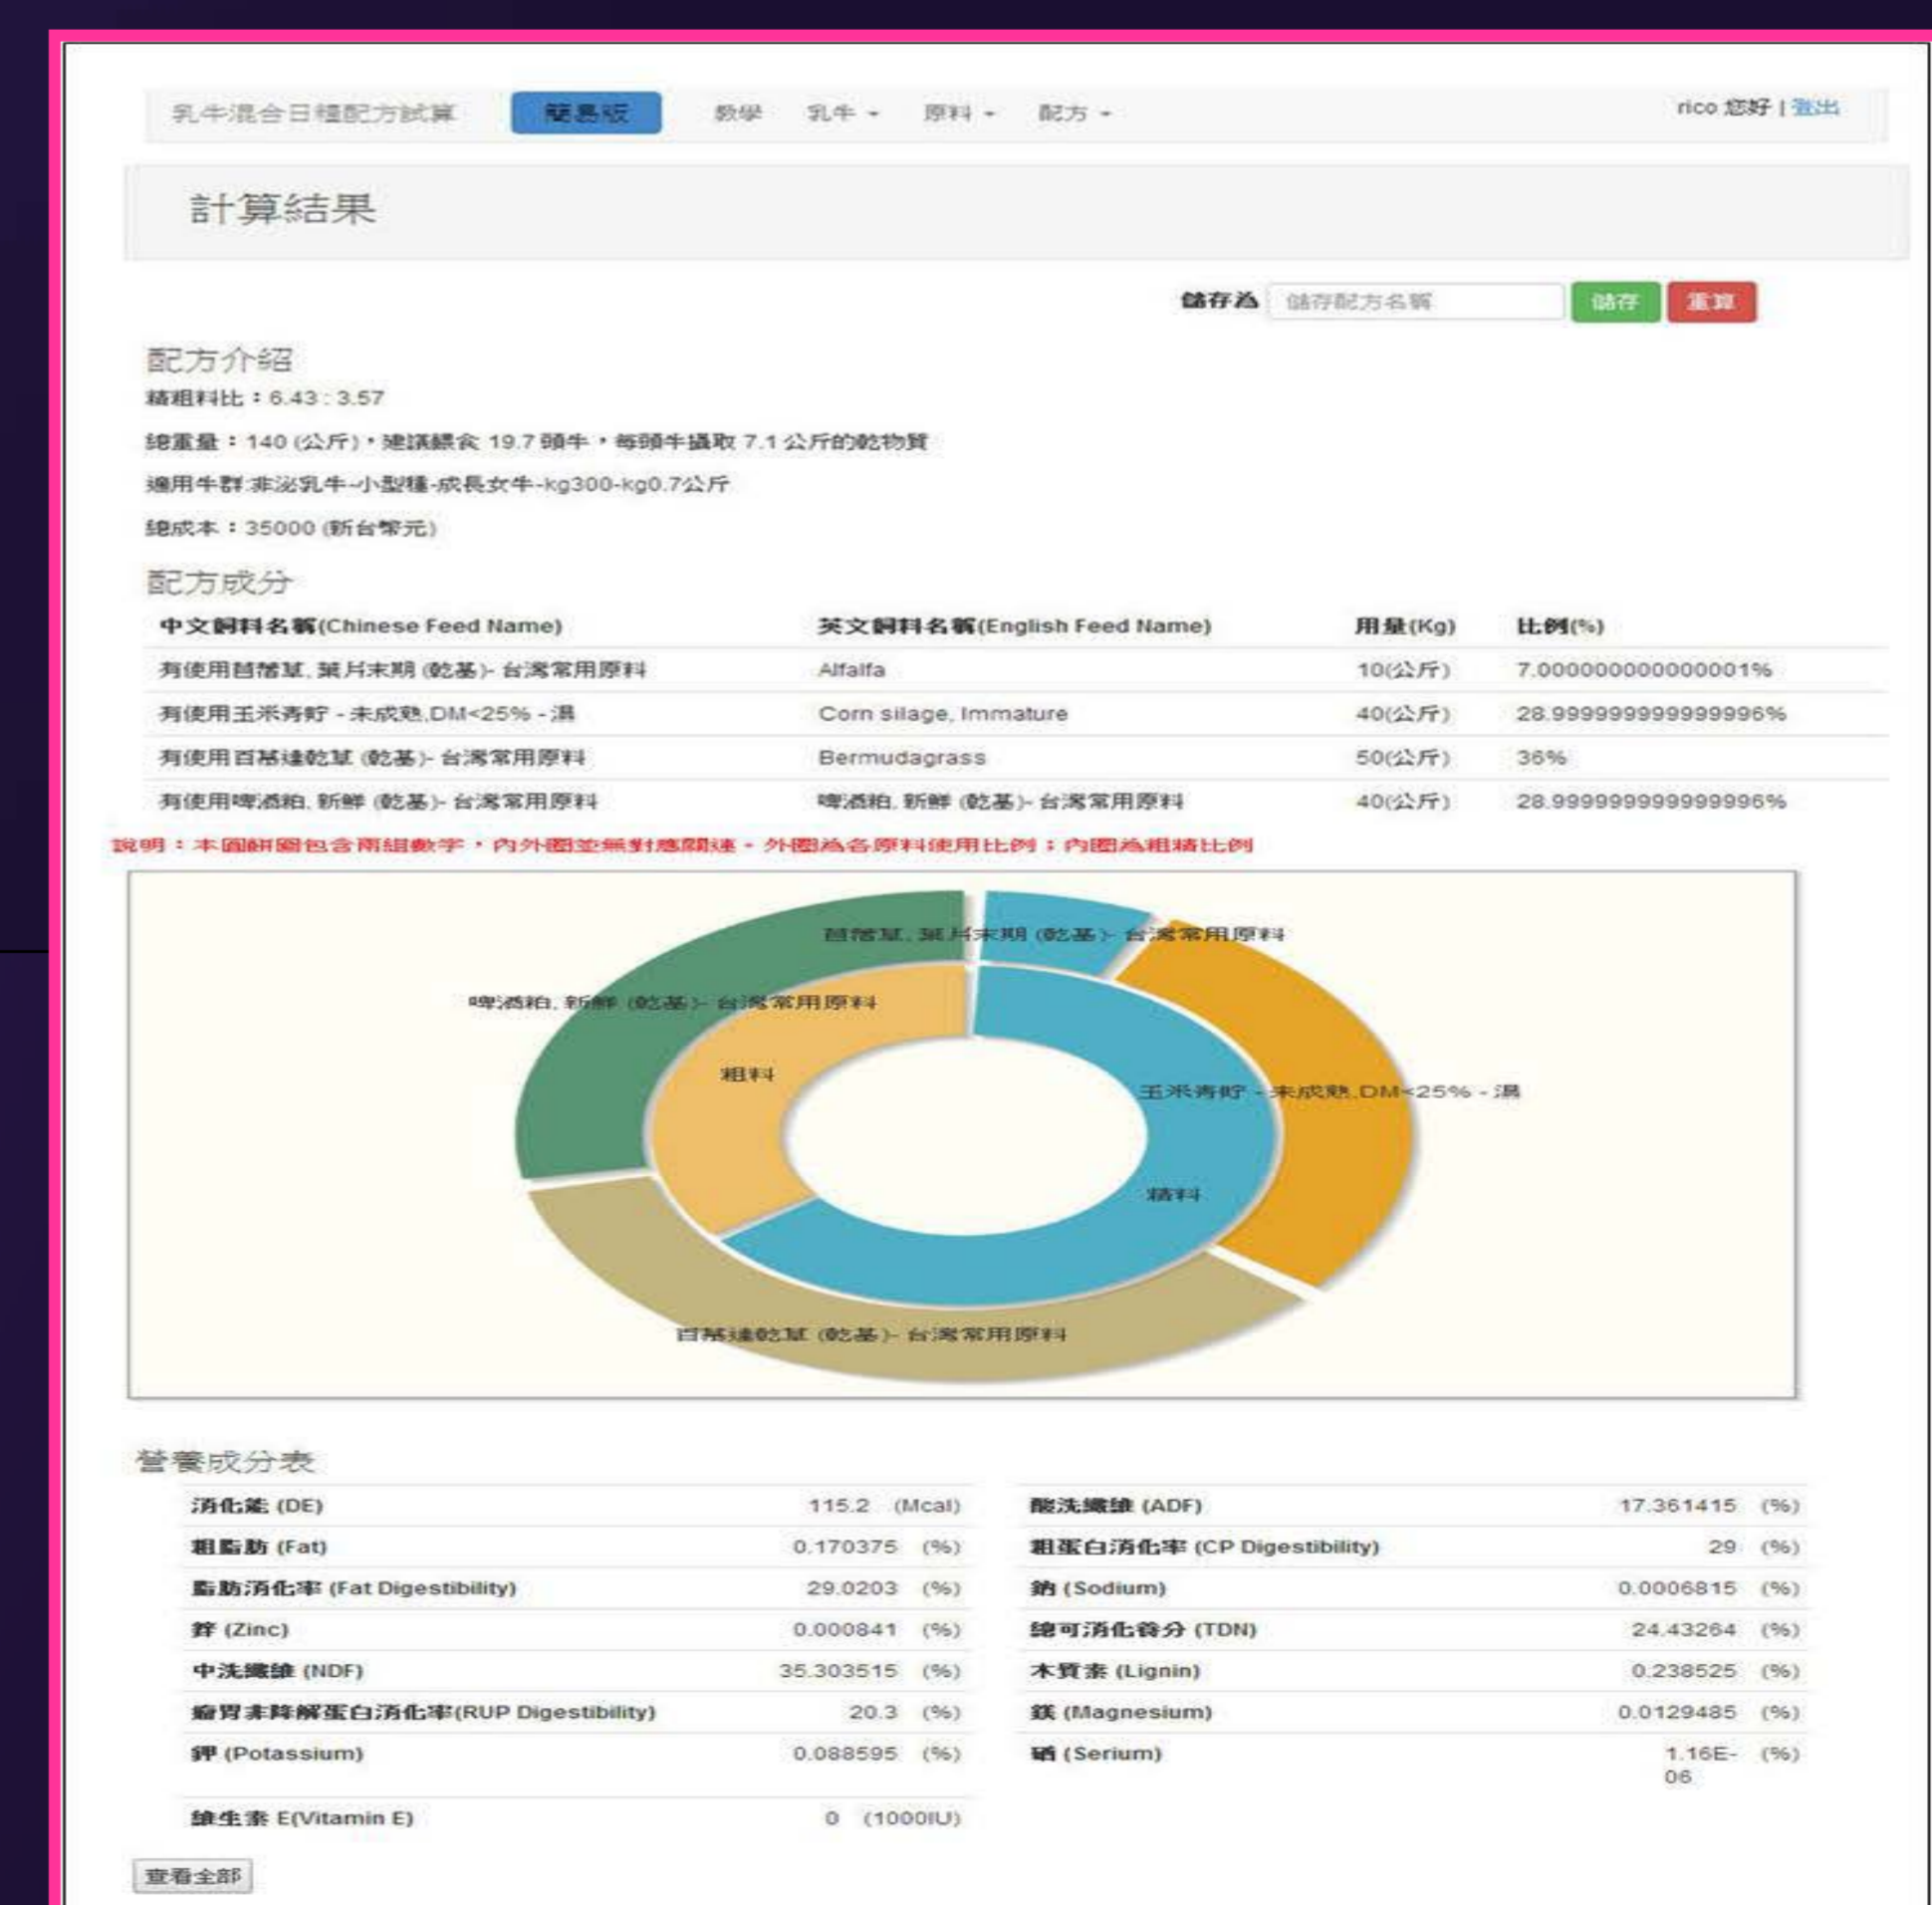 乳牛混合日糧配方試算 簡易版 教學 乳牛 原料 配方 rico 您好 | 登出
計算結果
儲存為 儲存配方名稱 儲存 重算
配方介紹
精粗料比：6.43 : 3.57
總重量：140 (公斤)，建議餵食 19.7 頭牛，每頭牛攝取 7.1 公斤的乾物質
適用牛群:非泌乳牛-小型種-成長女牛-kg300-kg0.7公斤
總成本：35000 (新台幣元)
配方成分
中文飼料名稱(Chinese Feed Name) 英文飼料名稱(English Feed Name) 用量(Kg) 比例(%)
有使用苜蓿草, 葉片末期 (乾基)- 台灣常用原料 Alfalfa 10(公斤) 7.0000000000000001%
有使用玉米青貯 - 未成熟,DM<25% - 濕 Corn silage, Immature 40(公斤) 28.999999999999996%
有使用百慕達乾草 (乾基)- 台灣常用原料 Bermudagrass 50(公斤) 36%
有使用啤酒粕, 新鮮 (乾基)- 台灣常用原料 啤酒粕, 新鮮 (乾基)- 台灣常用原料 40(公斤) 28.999999999999996%
說明：本圓餅圖包含兩組數字，內外圈並無對應關連。外圈為各原料使用比例；內圈為粗精比例
苜蓿草, 葉片末期 (乾基)- 台灣常用原料
啤酒粕, 新鮮 (乾基)- 台灣常用原料
粗料
玉米青貯 - 未成熟,DM<25% - 濕
精料
百慕達乾草 (乾基)- 台灣常用原料
營養成分表
消化能 (DE) 115.2 (Mcal) 酸洗纖維 (ADF) 17.361415 (%)
粗脂肪 (Fat) 0.170375 (%) 粗蛋白消化率 (CP Digestibility) 29 (%)
脂肪消化率 (Fat Digestibility) 29.0203 (%) 鈉 (Sodium) 0.0006815 (%)
鋅 (Zinc) 0.000841 (%) 總可消化養分 (TDN) 24.43264 (%)
中洗纖維 (NDF) 35.303515 (%) 木質素 (Lignin) 0.238525 (%)
瘤胃非降解蛋白消化率(RUP Digestibility) 20.3 (%) 鎂 (Magnesium) 0.0129485 (%)
鉀 (Potassium) 0.088595 (%) 硒 (Serium) 1.16E- (%)
06
維生素 E(Vitamin E) 0 (1000IU)
查看全部